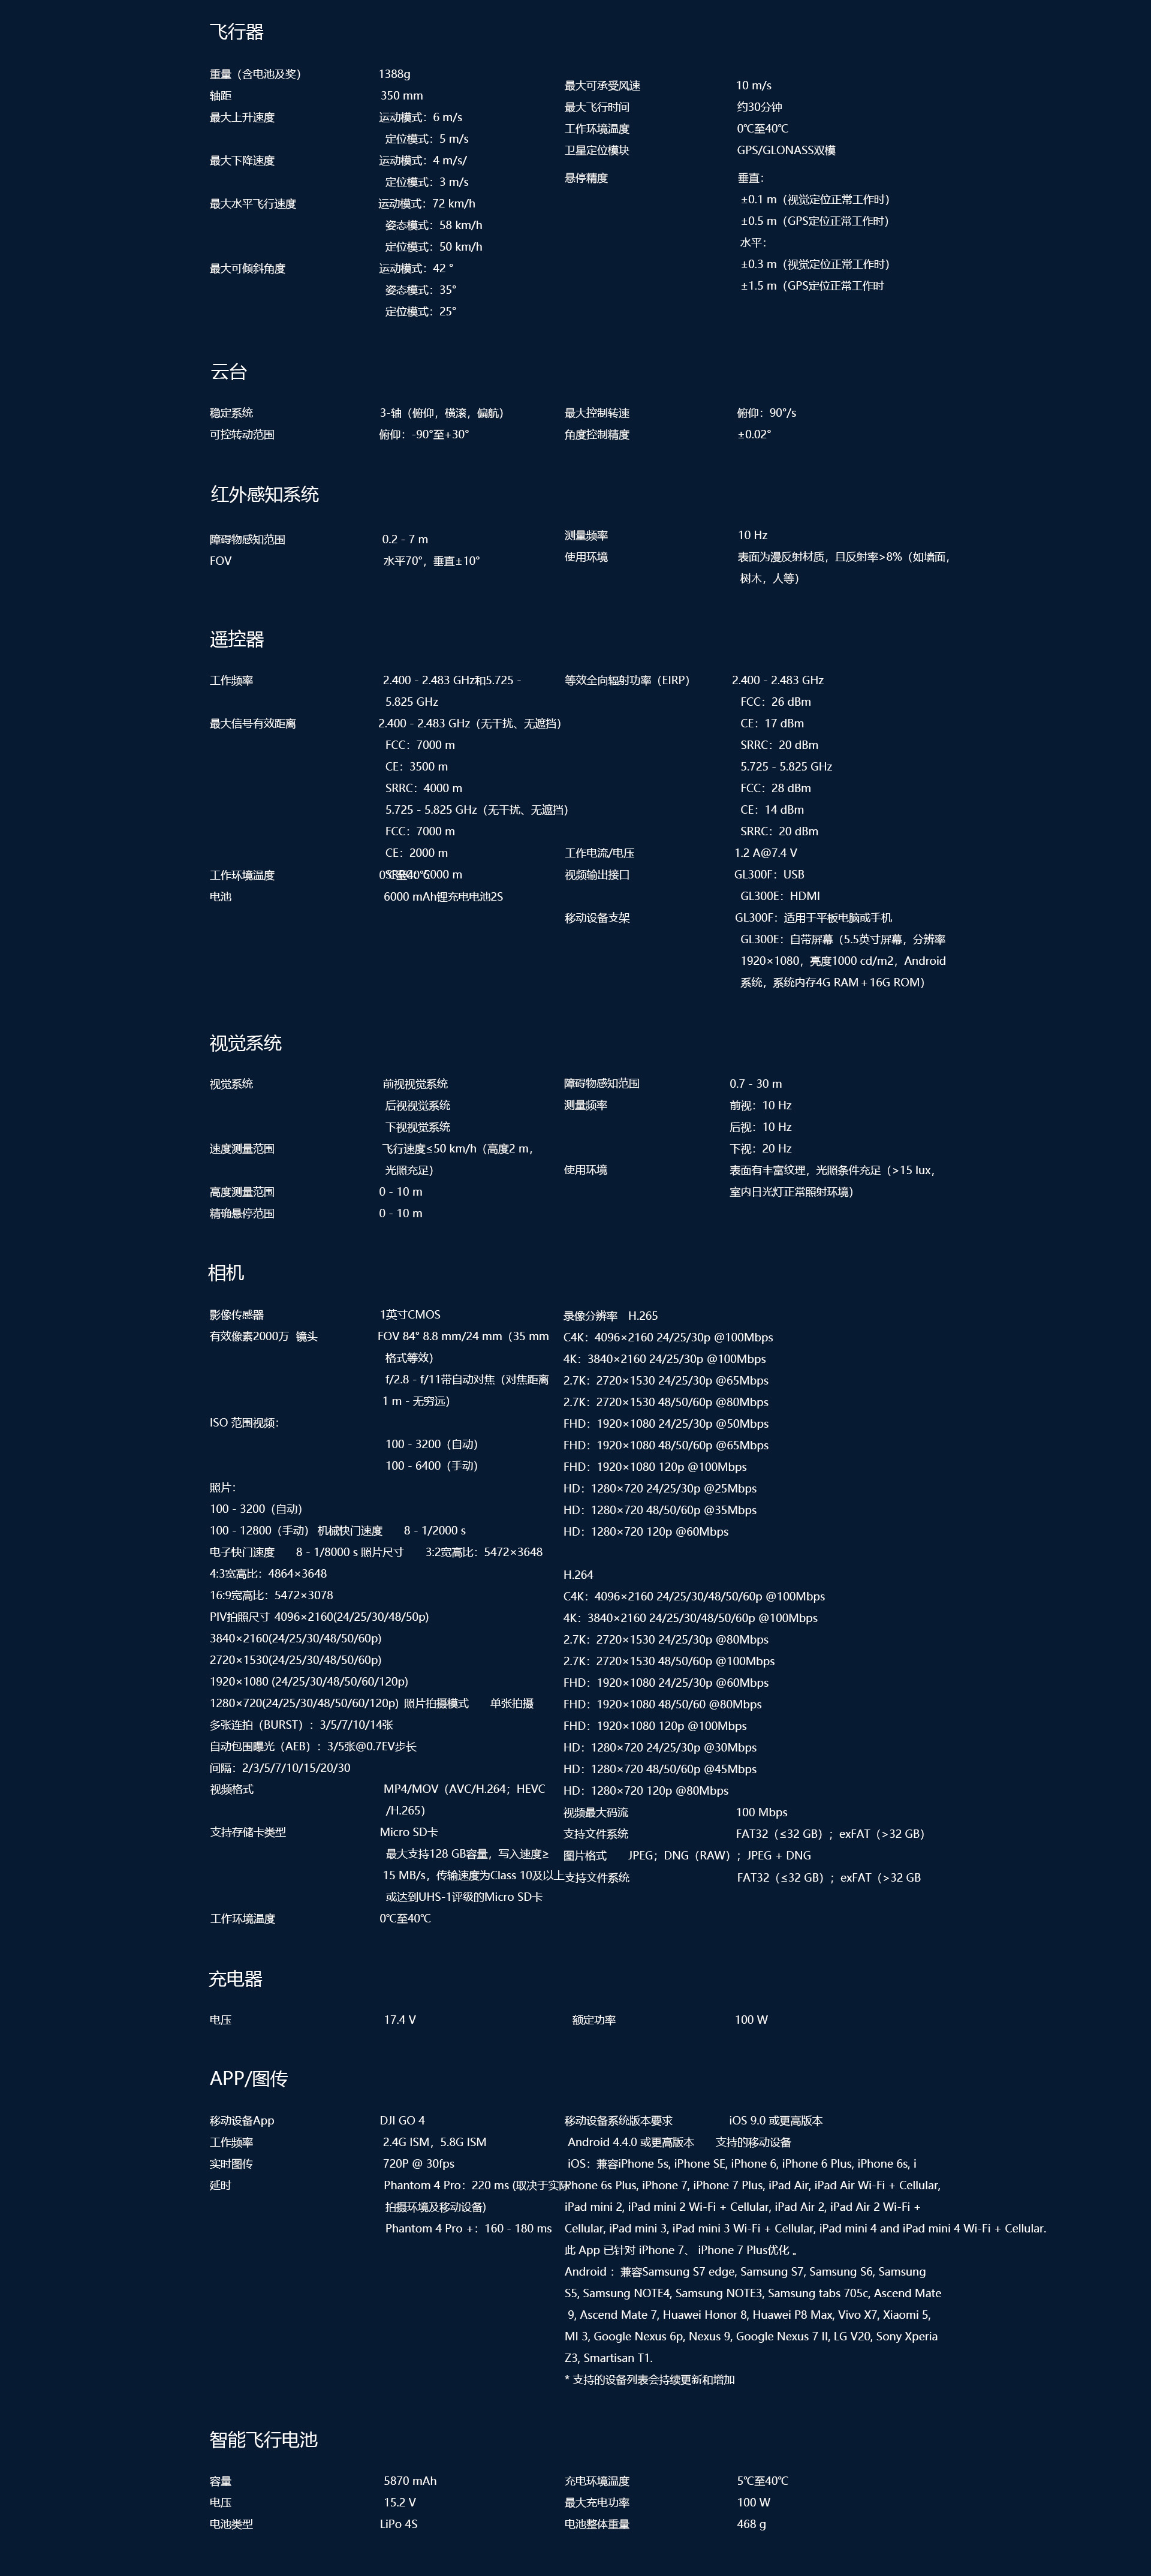 飞行器
重量（含电池及奖） 1388g
轴距 350 mm
最大上升速度 运动模式：6 m/s
定位模式：5 m/s
最大下降速度 运动模式：4 m/s/
定位模式：3 m/s
最大水平飞行速度 运动模式：72 km/h
姿态模式：58 km/h
定位模式：50 km/h
最大可倾斜角度 运动模式：42 °
姿态模式：35°
定位模式：25°
最大可承受风速 10 m/s
最大飞行时间 约30分钟
工作环境温度 0℃至40℃
卫星定位模块 GPS/GLONASS双模
悬停精度 垂直：
±0.1 m（视觉定位正常工作时）
±0.5 m（GPS定位正常工作时）
水平：
±0.3 m（视觉定位正常工作时）
±1.5 m（GPS定位正常工作时
云台
稳定系统 3-轴（俯仰，横滚，偏航）
可控转动范围 俯仰：-90°至+30°
最大控制转速 俯仰：90°/s
角度控制精度 ±0.02°
红外感知系统
障碍物感知范围 0.2 - 7 m
FOV 水平70°，垂直±10°
测量频率 10 Hz
使用环境 表面为漫反射材质，且反射率>8%（如墙面，
树木，人等）
遥控器
工作频率 2.400 - 2.483 GHz和5.725 -
5.825 GHz
最大信号有效距离 2.400 - 2.483 GHz（无干扰、无遮挡）
FCC：7000 m
CE：3500 m
SRRC：4000 m
5.725 - 5.825 GHz（无干扰、无遮挡）
FCC：7000 m
CE：2000 m
SRRC：5000 m
工作环境温度 0℃至40℃
电池 6000 mAh锂充电电池2S
等效全向辐射功率（EIRP） 2.400 - 2.483 GHz
FCC：26 dBm
CE：17 dBm
SRRC：20 dBm
5.725 - 5.825 GHz
FCC：28 dBm
CE：14 dBm
SRRC：20 dBm
工作电流/电压 1.2 A@7.4 V
视频输出接口 GL300F：USB
GL300E：HDMI
移动设备支架 GL300F：适用于平板电脑或手机
GL300E：自带屏幕（5.5英寸屏幕，分辨率
1920×1080，亮度1000 cd/m2，Android
系统，系统内存4G RAM＋16G ROM）
视觉系统
视觉系统 前视视觉系统
后视视觉系统
下视视觉系统
速度测量范围 飞行速度≤50 km/h（高度2 m，
光照充足）
高度测量范围 0 - 10 m
精确悬停范围 0 - 10 m
障碍物感知范围 0.7 - 30 m
测量频率 前视：10 Hz
后视：10 Hz
下视：20 Hz
使用环境 表面有丰富纹理，光照条件充足（>15 lux，
室内日光灯正常照射环境）
相机
影像传感器 1英寸CMOS
有效像素2000万 镜头 FOV 84° 8.8 mm/24 mm（35 mm
格式等效）
f/2.8 - f/11带自动对焦（对焦距离
1 m - 无穷远）
ISO 范围视频：
100 - 3200（自动）
100 - 6400（手动）
照片：
100 - 3200（自动）
100 - 12800（手动） 机械快门速度 8 - 1/2000 s
电子快门速度 8 - 1/8000 s 照片尺寸 3:2宽高比：5472×3648
4:3宽高比：4864×3648
16:9宽高比：5472×3078
PIV拍照尺寸 4096×2160(24/25/30/48/50p)
3840×2160(24/25/30/48/50/60p)
2720×1530(24/25/30/48/50/60p)
1920×1080 (24/25/30/48/50/60/120p)
1280×720(24/25/30/48/50/60/120p) 照片拍摄模式 单张拍摄
多张连拍（BURST）：3/5/7/10/14张
自动包围曝光（AEB）：3/5张@0.7EV步长
间隔：2/3/5/7/10/15/20/30
视频格式 MP4/MOV（AVC/H.264；HEVC
/H.265）
支持存储卡类型 Micro SD卡
最大支持128 GB容量，写入速度≥
15 MB/s，传输速度为Class 10及以上
或达到UHS-1评级的Micro SD卡
工作环境温度 0℃至40℃
录像分辨率 H.265
C4K：4096×2160 24/25/30p @100Mbps
4K：3840×2160 24/25/30p @100Mbps
2.7K：2720×1530 24/25/30p @65Mbps
2.7K：2720×1530 48/50/60p @80Mbps
FHD：1920×1080 24/25/30p @50Mbps
FHD：1920×1080 48/50/60p @65Mbps
FHD：1920×1080 120p @100Mbps
HD：1280×720 24/25/30p @25Mbps
HD：1280×720 48/50/60p @35Mbps
HD：1280×720 120p @60Mbps
H.264
C4K：4096×2160 24/25/30/48/50/60p @100Mbps
4K：3840×2160 24/25/30/48/50/60p @100Mbps
2.7K：2720×1530 24/25/30p @80Mbps
2.7K：2720×1530 48/50/60p @100Mbps
FHD：1920×1080 24/25/30p @60Mbps
FHD：1920×1080 48/50/60 @80Mbps
FHD：1920×1080 120p @100Mbps
HD：1280×720 24/25/30p @30Mbps
HD：1280×720 48/50/60p @45Mbps
HD：1280×720 120p @80Mbps
视频最大码流 100 Mbps
支持文件系统 FAT32（≤32 GB）；exFAT（>32 GB）
图片格式 JPEG；DNG（RAW）；JPEG + DNG
支持文件系统 FAT32（≤32 GB）；exFAT（>32 GB
充电器
电压 17.4 V
额定功率 100 W
APP/图传
移动设备App DJI GO 4
工作频率 2.4G ISM，5.8G ISM
实时图传 720P @ 30fps
延时 Phantom 4 Pro：220 ms (取决于实际
拍摄环境及移动设备)
Phantom 4 Pro +：160 - 180 ms
移动设备系统版本要求 iOS 9.0 或更高版本
Android 4.4.0 或更高版本 支持的移动设备
iOS：兼容iPhone 5s, iPhone SE, iPhone 6, iPhone 6 Plus, iPhone 6s, i
Phone 6s Plus, iPhone 7, iPhone 7 Plus, iPad Air, iPad Air Wi-Fi + Cellular,
iPad mini 2, iPad mini 2 Wi-Fi + Cellular, iPad Air 2, iPad Air 2 Wi-Fi +
Cellular, iPad mini 3, iPad mini 3 Wi-Fi + Cellular, iPad mini 4 and iPad mini 4 Wi-Fi + Cellular.
此 App 已针对 iPhone 7、 iPhone 7 Plus优化 。
Android ：兼容Samsung S7 edge, Samsung S7, Samsung S6, Samsung
S5, Samsung NOTE4, Samsung NOTE3, Samsung tabs 705c, Ascend Mate
9, Ascend Mate 7, Huawei Honor 8, Huawei P8 Max, Vivo X7, Xiaomi 5,
MI 3, Google Nexus 6p, Nexus 9, Google Nexus 7 II, LG V20, Sony Xperia
Z3, Smartisan T1.
* 支持的设备列表会持续更新和增加
智能飞行电池
容量 5870 mAh
电压 15.2 V
电池类型 LiPo 4S
充电环境温度 5℃至40℃
最大充电功率 100 W
电池整体重量 468 g